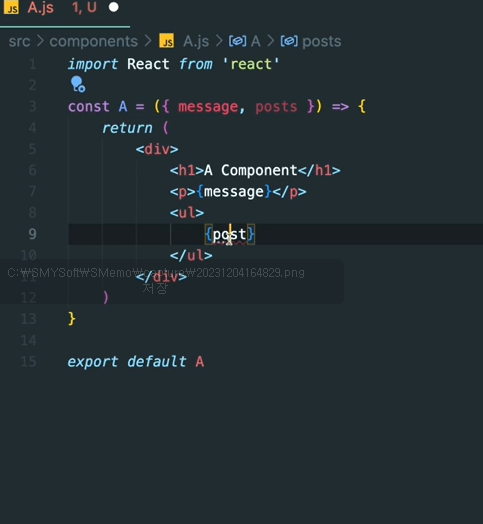 JS A.js 1, U
src > components > JS A.js > A > posts
1 import React from 'react'
2
3 const A = ({ message, posts }) => {
4 return (
5 <div>
6 <h1>A Component</h1>
7 <p>{message}</p>
8 <ul>
9 {post}
10 </ul>
C:₩SMYSoft₩SMemo₩capture₩20231204164829.png
11 </div>
저장
12 )
13 }
14
15 export default A